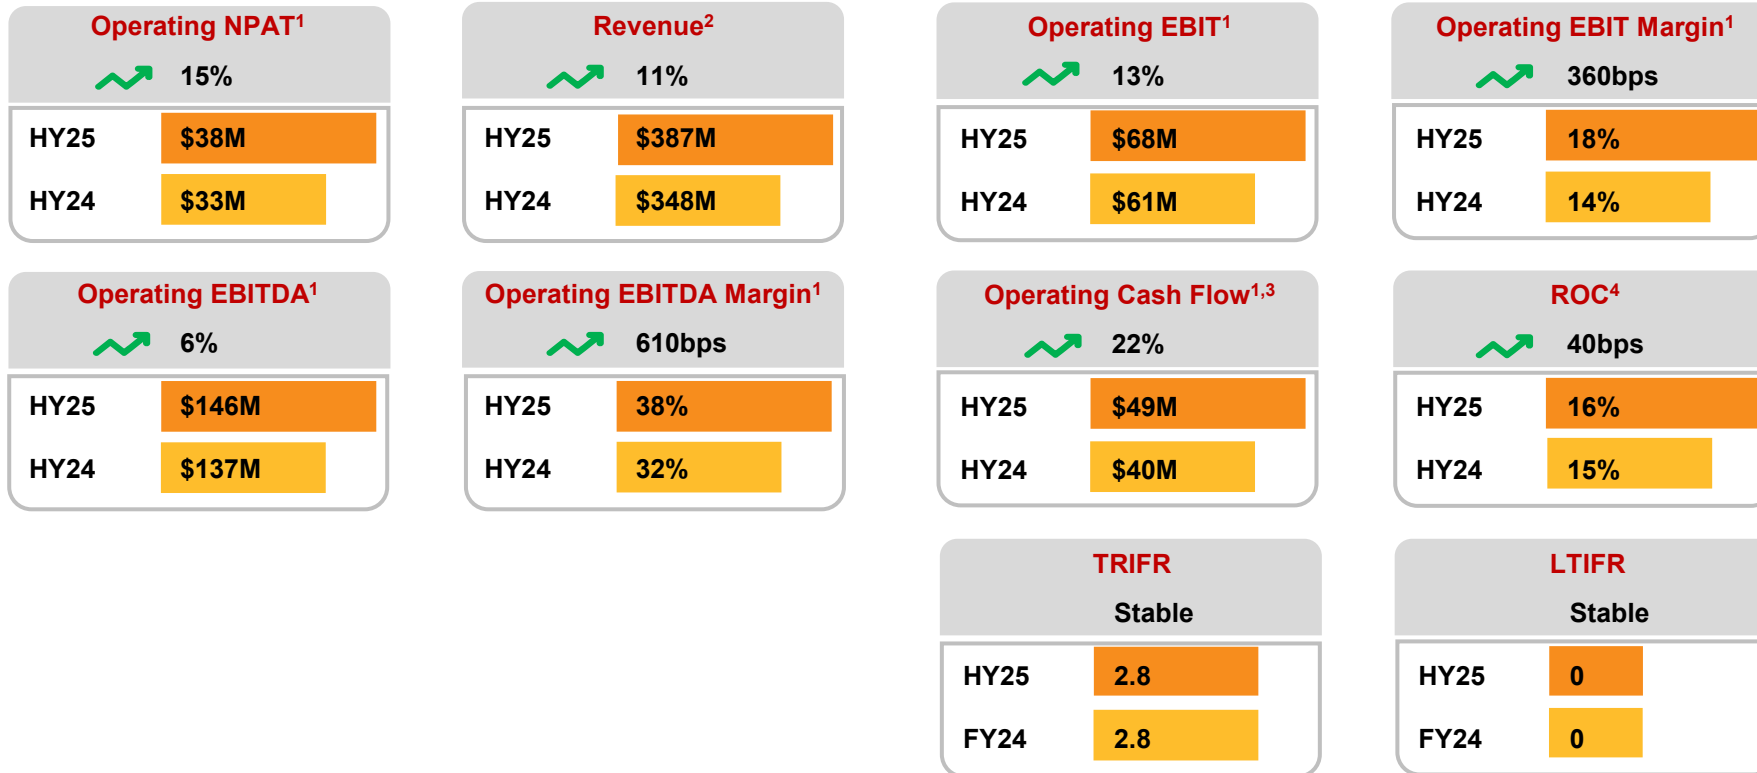 Operating NPAT¹
15%
HY25 $38M
HY24 $33M
Revenue²
11%
HY25 $387M
HY24 $348M
Operating EBIT¹
13%
HY25 $68M
HY24 $61M
Operating EBIT Margin¹
360bps
HY25 18%
HY24 14%
Operating EBITDA¹
6%
HY25 $146M
HY24 $137M
Operating EBITDA Margin¹
610bps
HY25 38%
HY24 32%
Operating Cash Flow¹,³
22%
HY25 $49M
HY24 $40M
ROC⁴
40bps
HY25 16%
HY24 15%
TRIFR
Stable
HY25 2.8
FY24 2.8
LTIFR
Stable
HY25 0
FY24 0